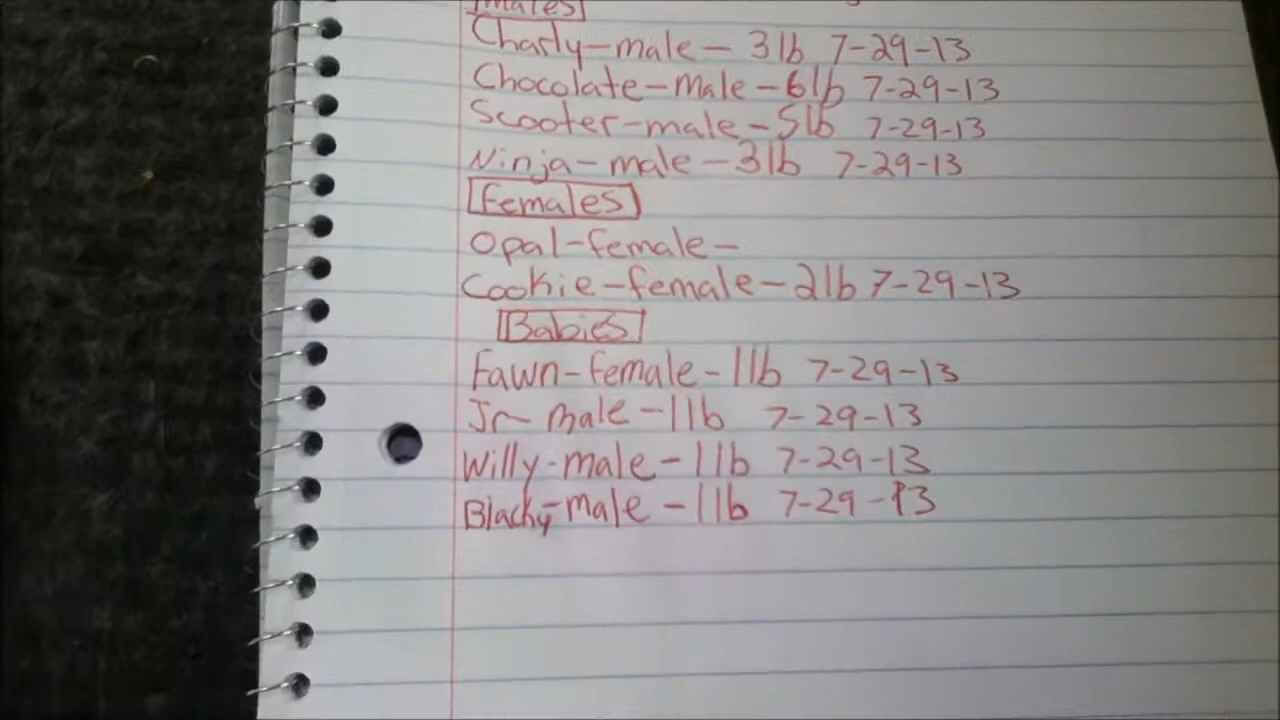 Males
Charly-male- 3lb 7-29-13
Chocolate-male-6lb 7-29-13
Scooter-male-5lb 7-29-13
Ninja-male-3lb 7-29-13
Females
Opal-female-
Cookie-female-2lb 7-29-13
Babies
Fawn-female-1lb 7-29-13
Jr- male-1lb 7-29-13
Willy-male-1lb 7-29-13
Blacky-male-1lb 7-29-13